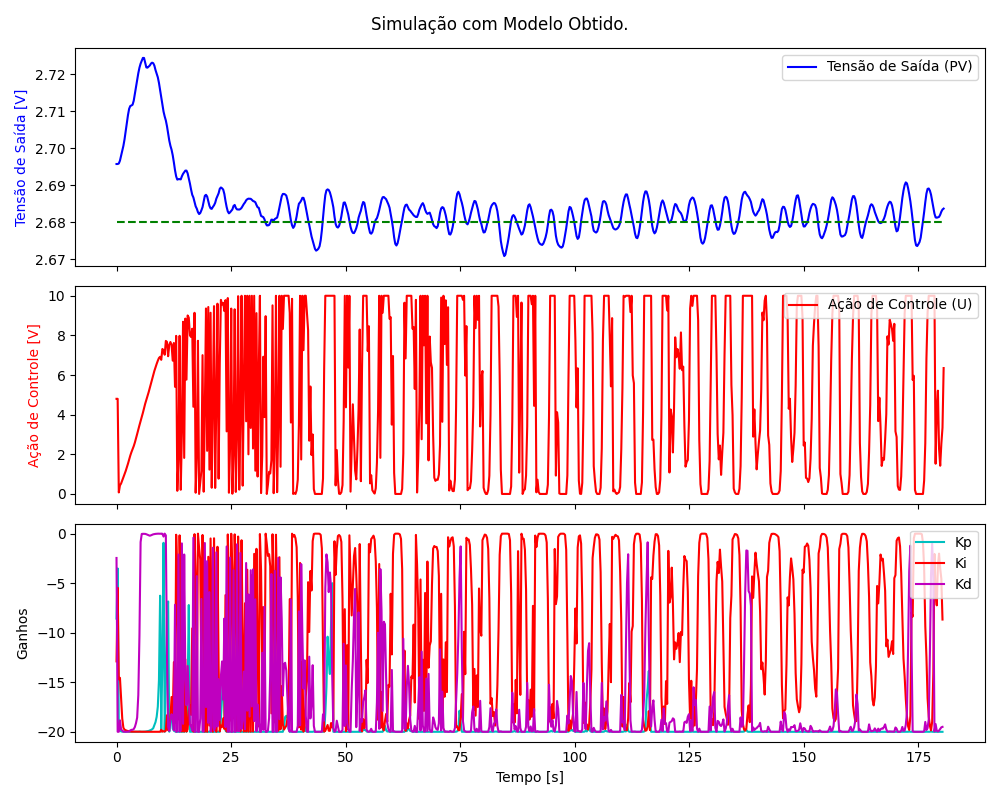 Simulação com Modelo Obtido.
Tensão de Saída [V]
2.72
2.71
2.70
2.69
2.68
2.67
Tensão de Saída (PV)
Ação de Controle [V]
10
8
6
4
2
0
Ação de Controle (U)
Ganhos
0
−5
−10
−15
−20
Kp
Ki
Kd
0 25 50 75 100 125 150 175
Tempo [s]